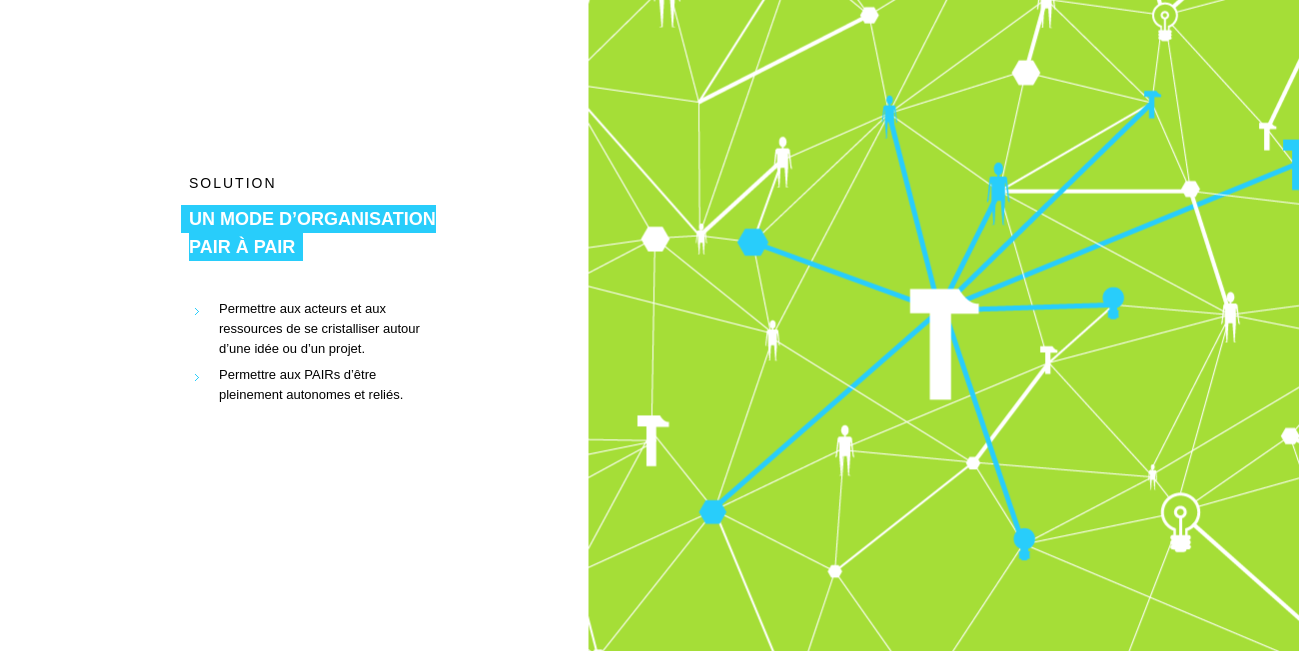 SOLUTION
UN MODE D’ORGANISATION
PAIR À PAIR
Permettre aux acteurs et aux
ressources de se cristalliser autour
d’une idée ou d’un projet.
Permettre aux PAIRs d’être
pleinement autonomes et reliés.